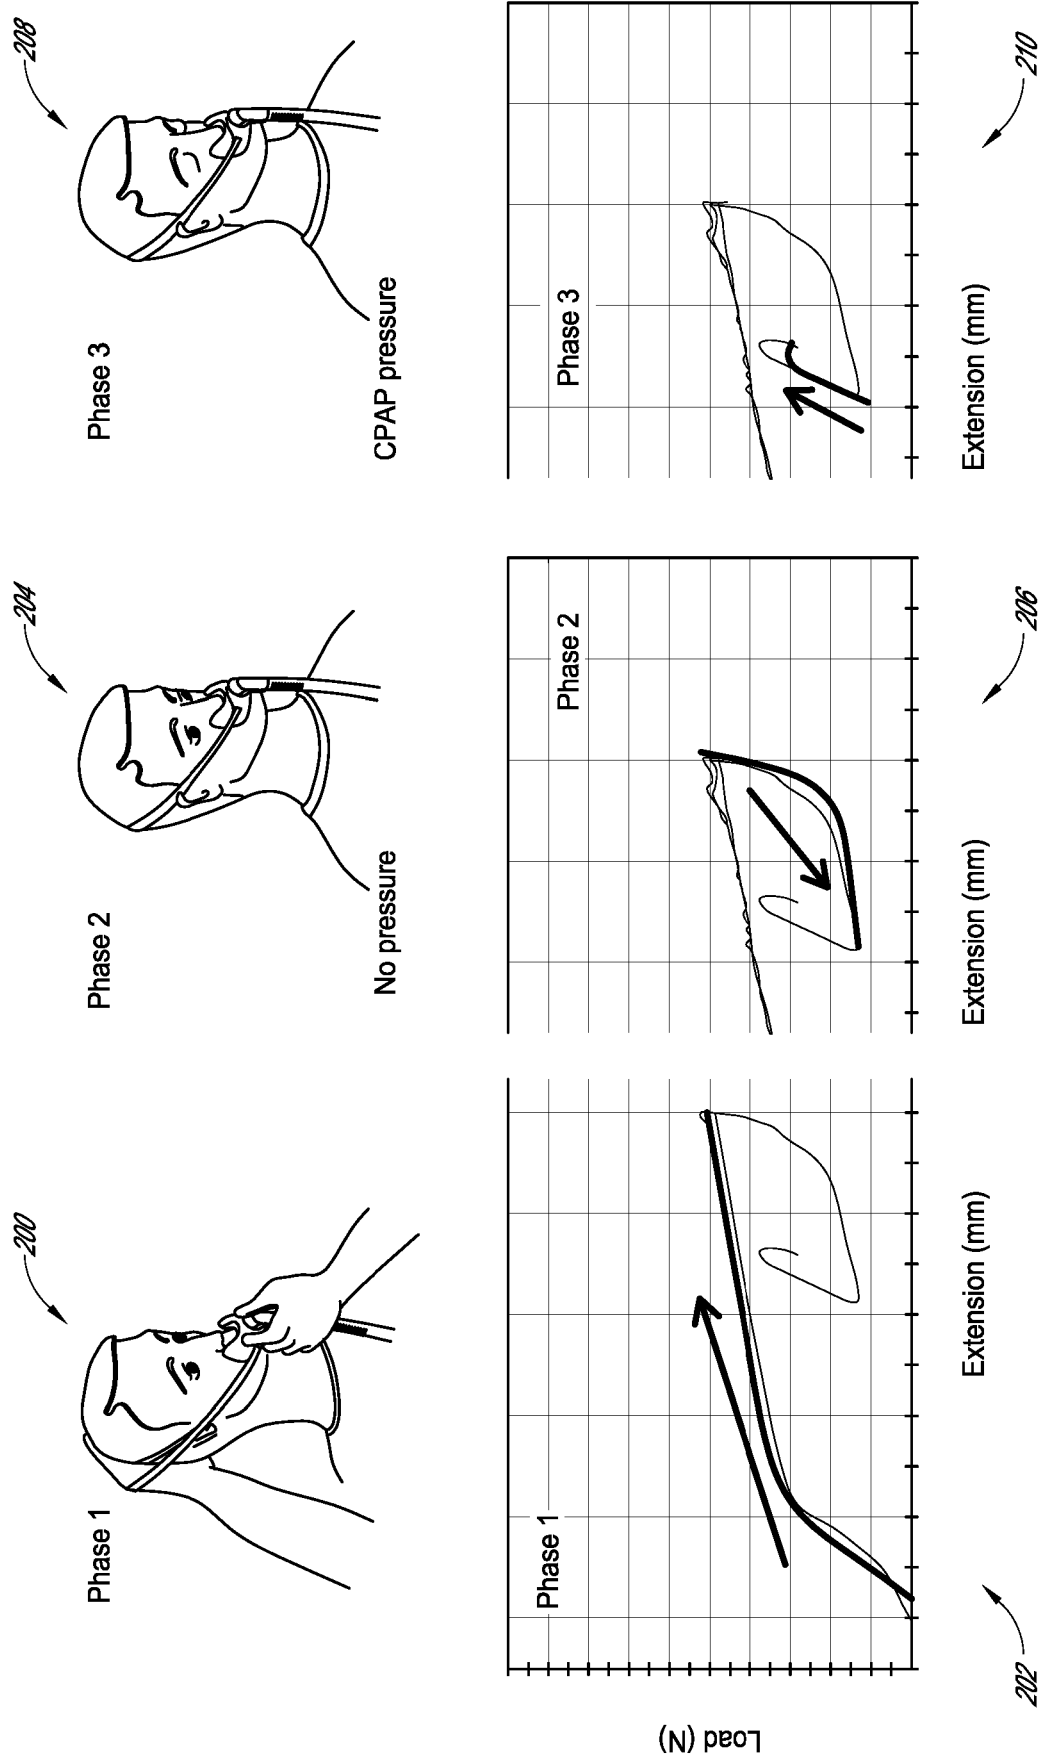 200
204
208
Phase 1
Phase 2
Phase 3
No pressure
CPAP pressure
Phase 1
Phase 2
Phase 3
Load (N)
Extension (mm)
Extension (mm)
Extension (mm)
202
206
210